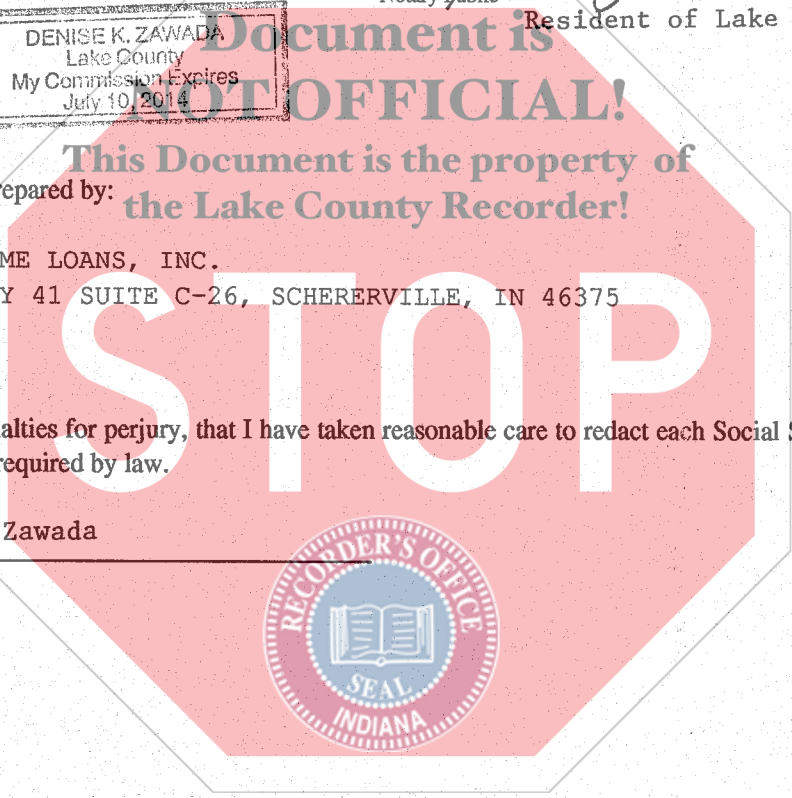 Notary Public
Resident of Lake
DENISE K. ZAWADA
Lake County
My Commission Expires
July 10, 2014
Document is
NOT OFFICIAL!
This Document is the property of
the Lake County Recorder!
repared by:
ME LOANS, INC.
Y 41 SUITE C-26, SCHERERVILLE, IN 46375
STOP
alties for perjury, that I have taken reasonable care to redact each Social S
required by law.
Zawada
RECORDER'S OFFICE
SEAL
INDIANA